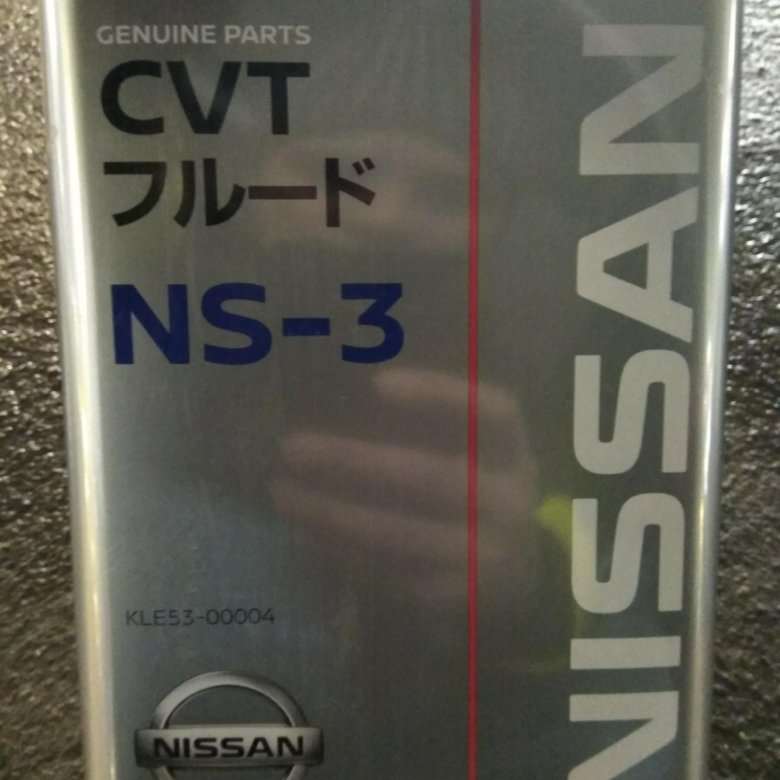 GENUINE PARTS
CVT
フルード
NS-3
KLE53-00004
NISSAN
NISSAN